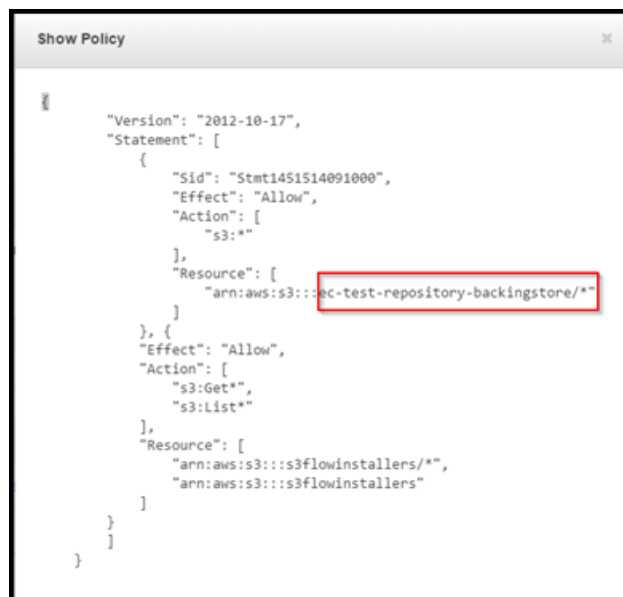 Show Policy ×
{
"Version": "2012-10-17",
"Statement": [
{
"Sid": "Stmt1451514091000",
"Effect": "Allow",
"Action": [
"s3:*"
],
"Resource": [
"arn:aws:s3:::ec-test-repository-backingstore/*"
]
}, {
"Effect": "Allow",
"Action": [
"s3:Get*",
"s3:List*"
],
"Resource": [
"arn:aws:s3:::s3flowinstallers/*",
"arn:aws:s3:::s3flowinstallers"
]
}
]
}